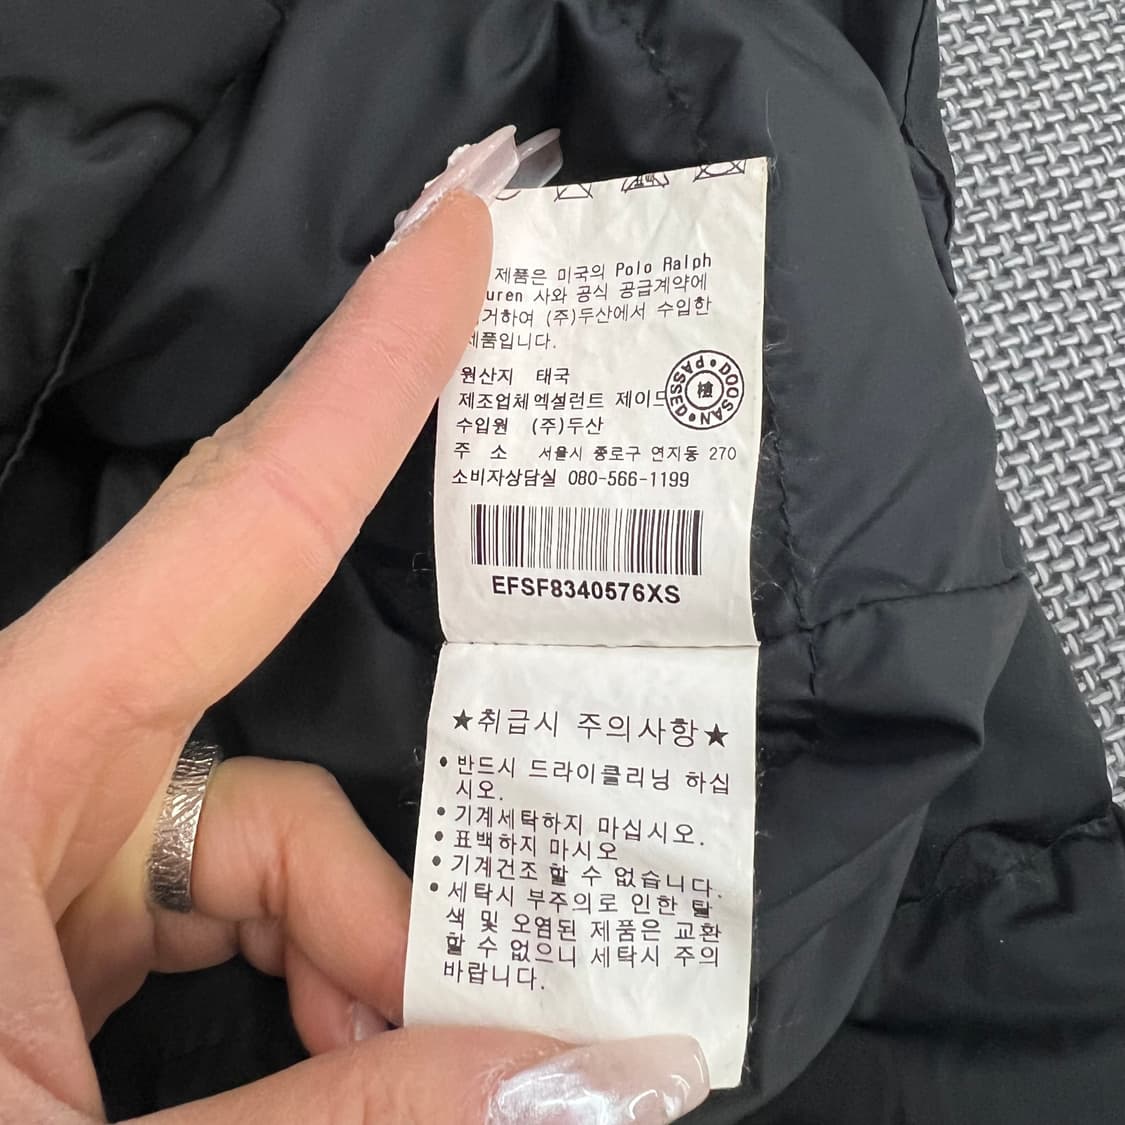 제품은 미국의 Polo Ralph
uren 사와 공식 공급계약에
거하여 (주)두산에서 수입한
제품입니다.
원산지 태국
제조업체 엑설런트 제이드
수입원 (주)두산
주 소 서울시 종로구 연지동 270
소비자상담실 080-566-1199
DOOSAN • PASSED •
檢
EFSF8340576XS
★취급시 주의사항★
• 반드시 드라이클리닝 하십
시오.
• 기계세탁하지 마십시오.
• 표백하지 마시오
• 기계건조 할 수 없습니다.
• 세탁시 부주의로 인한 탈
색 및 오염된 제품은 교환
할 수 없으니 세탁시 주의
바랍니다.